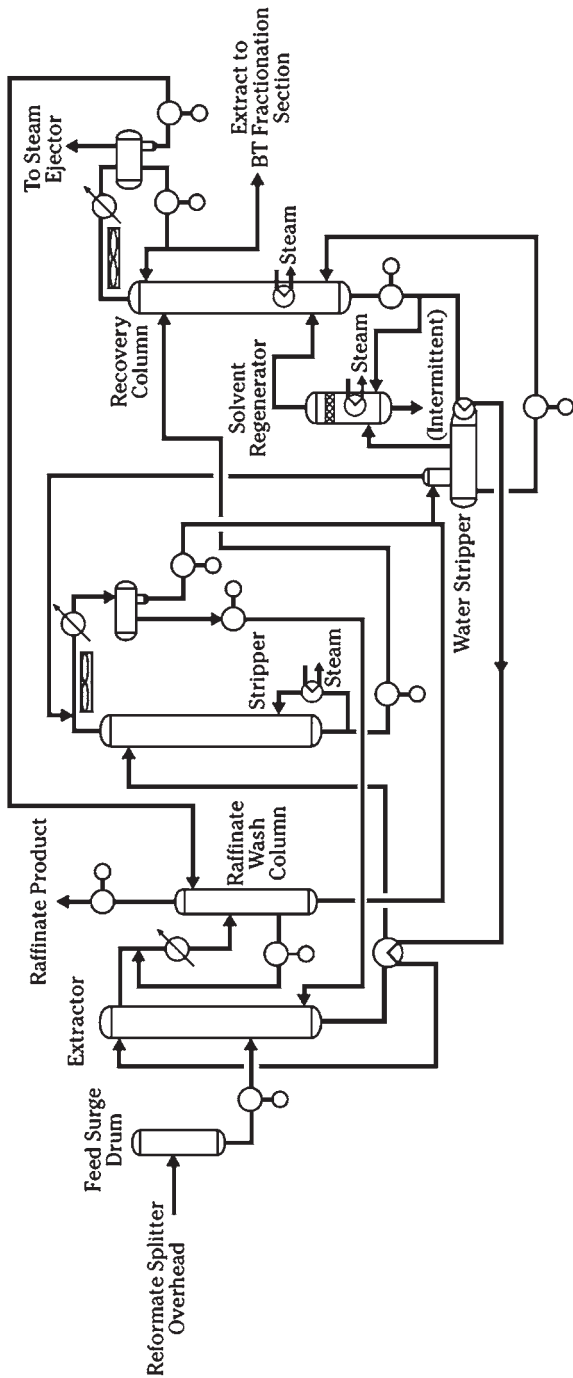 Reformate Splitter
Overhead
Feed Surge
Drum
Extractor
Raffinate Product
Raffinate
Wash
Column
Stripper
Steam
Water Stripper
Solvent
Regenerator
Steam
(Intermittent)
Recovery
Column
Steam
To Steam
Ejector
Extract to
BT Fractionation
Section